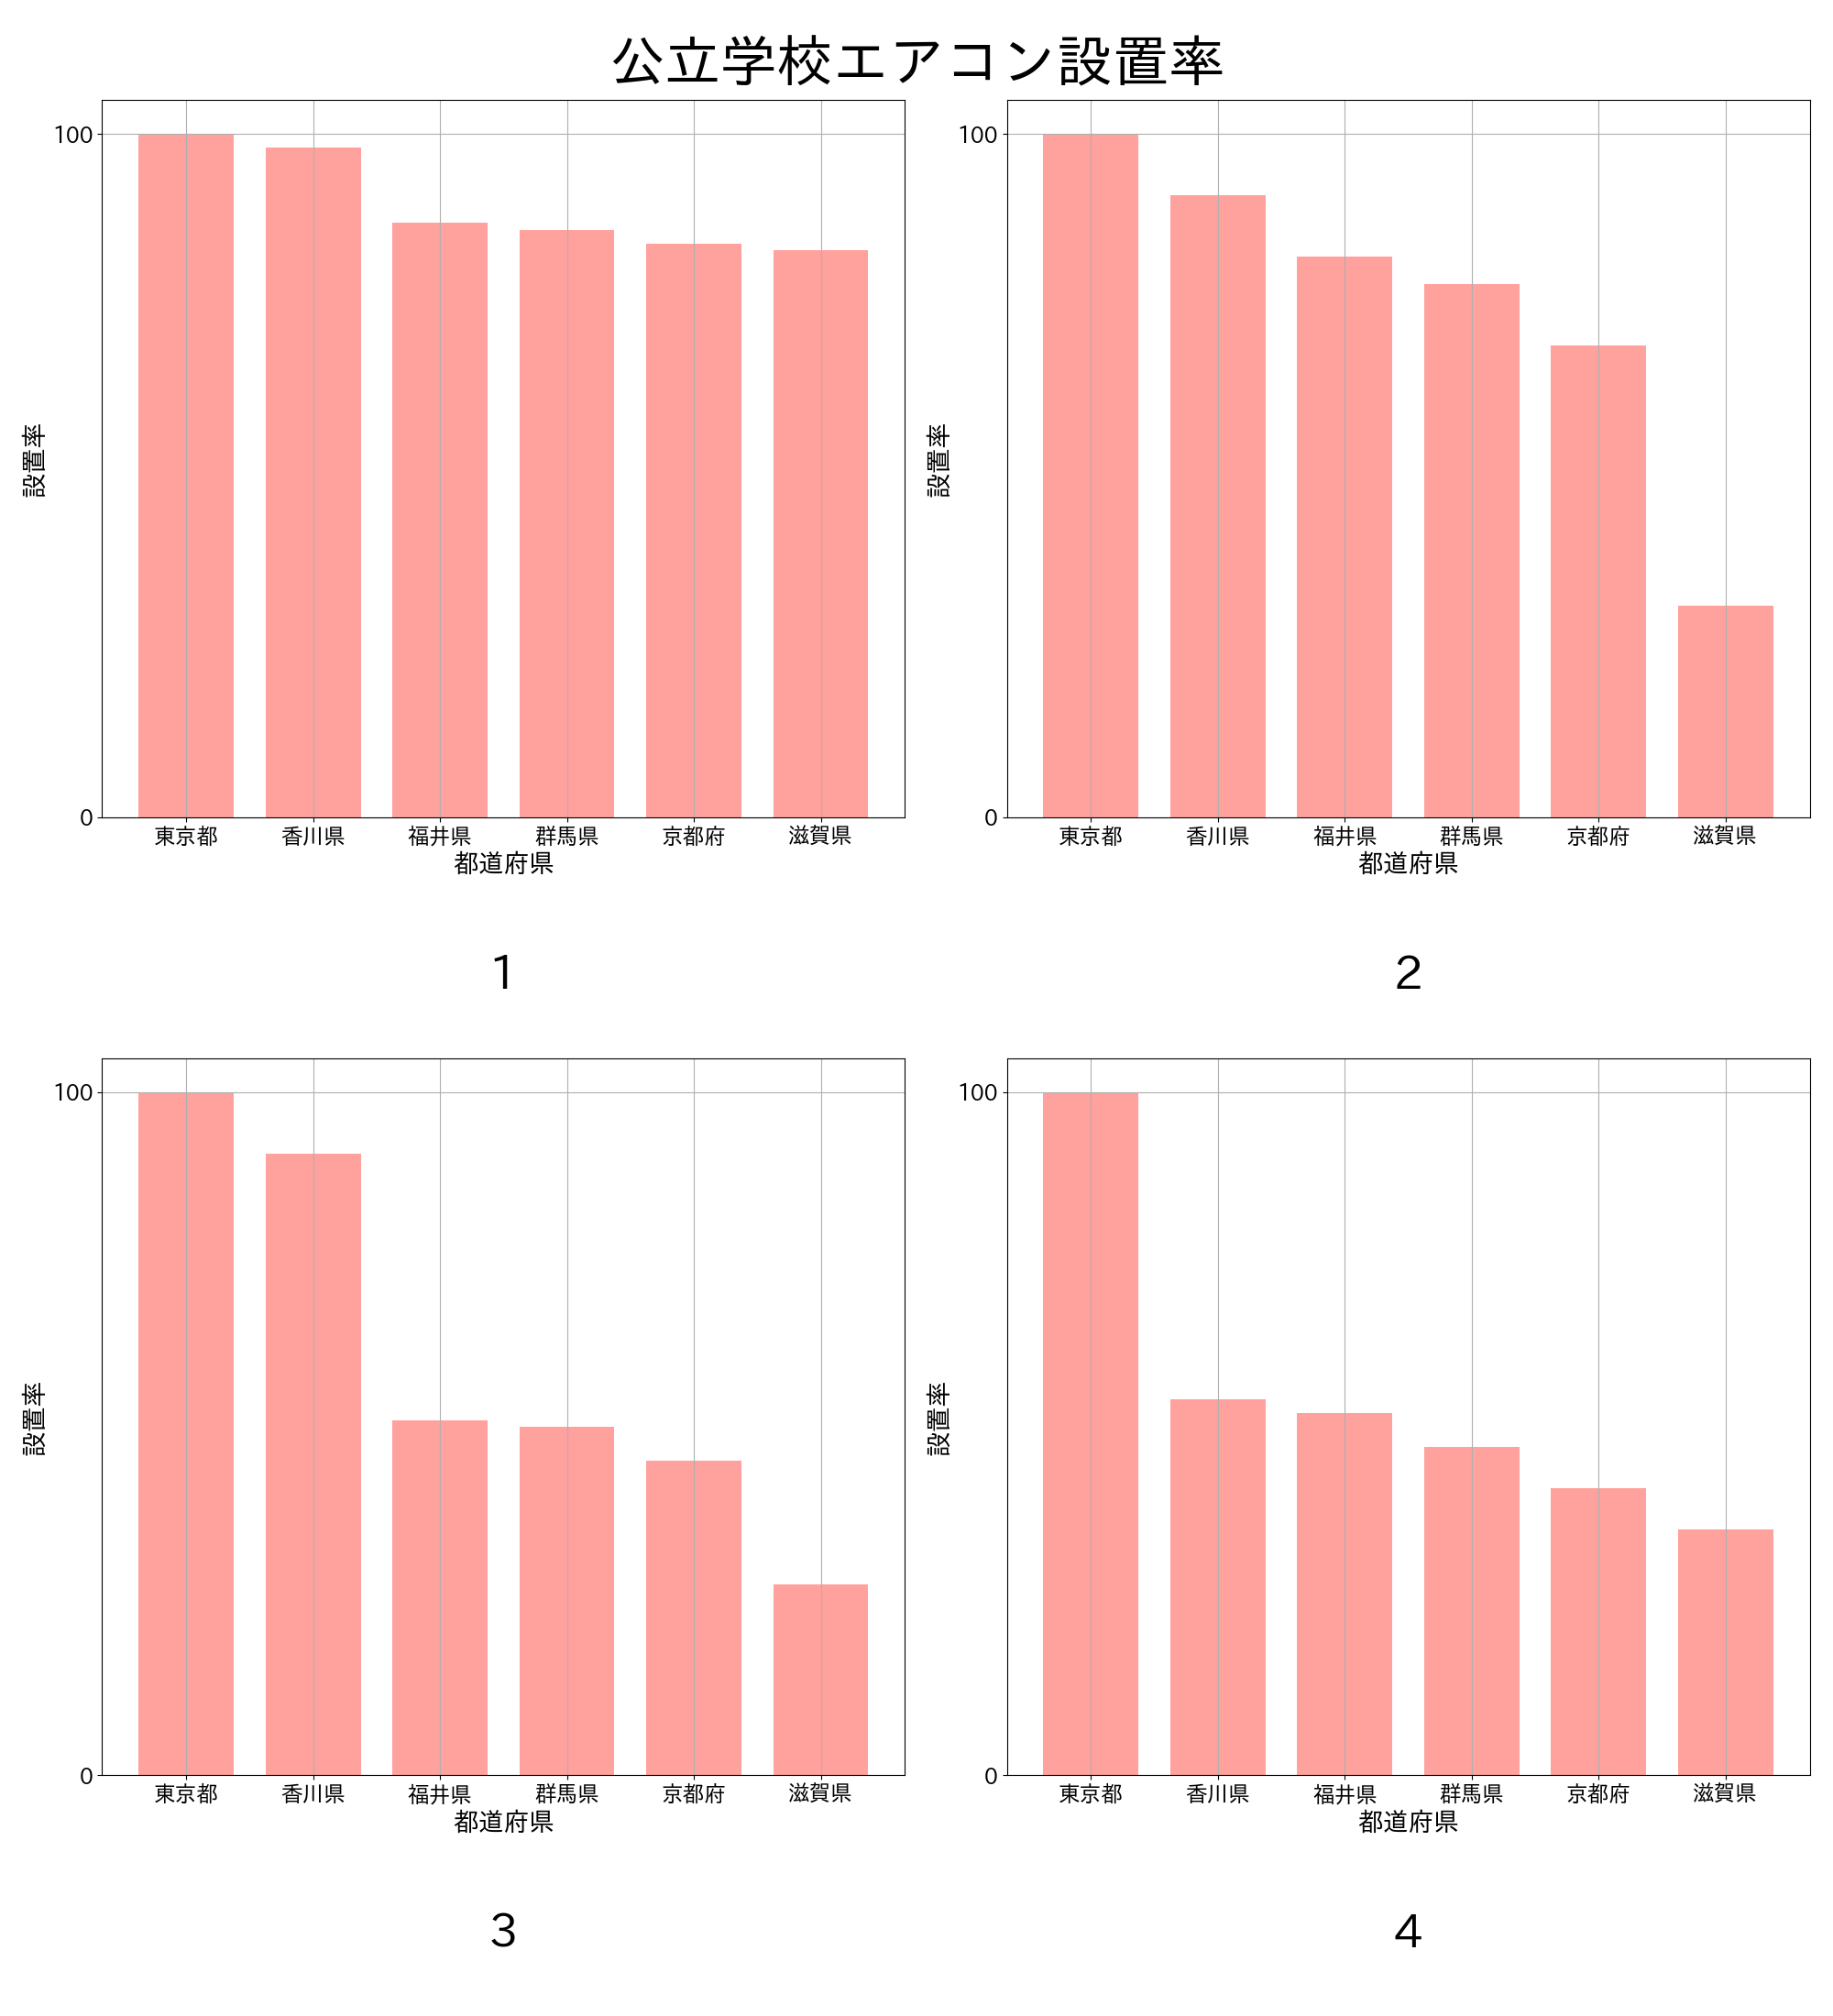 公立学校エアコン設置率
100
0
設置率
東京都 香川県 福井県 群馬県 京都府 滋賀県
都道府県
1
100
0
設置率
東京都 香川県 福井県 群馬県 京都府 滋賀県
都道府県
2
100
0
設置率
東京都 香川県 福井県 群馬県 京都府 滋賀県
都道府県
3
100
0
設置率
東京都 香川県 福井県 群馬県 京都府 滋賀県
都道府県
4